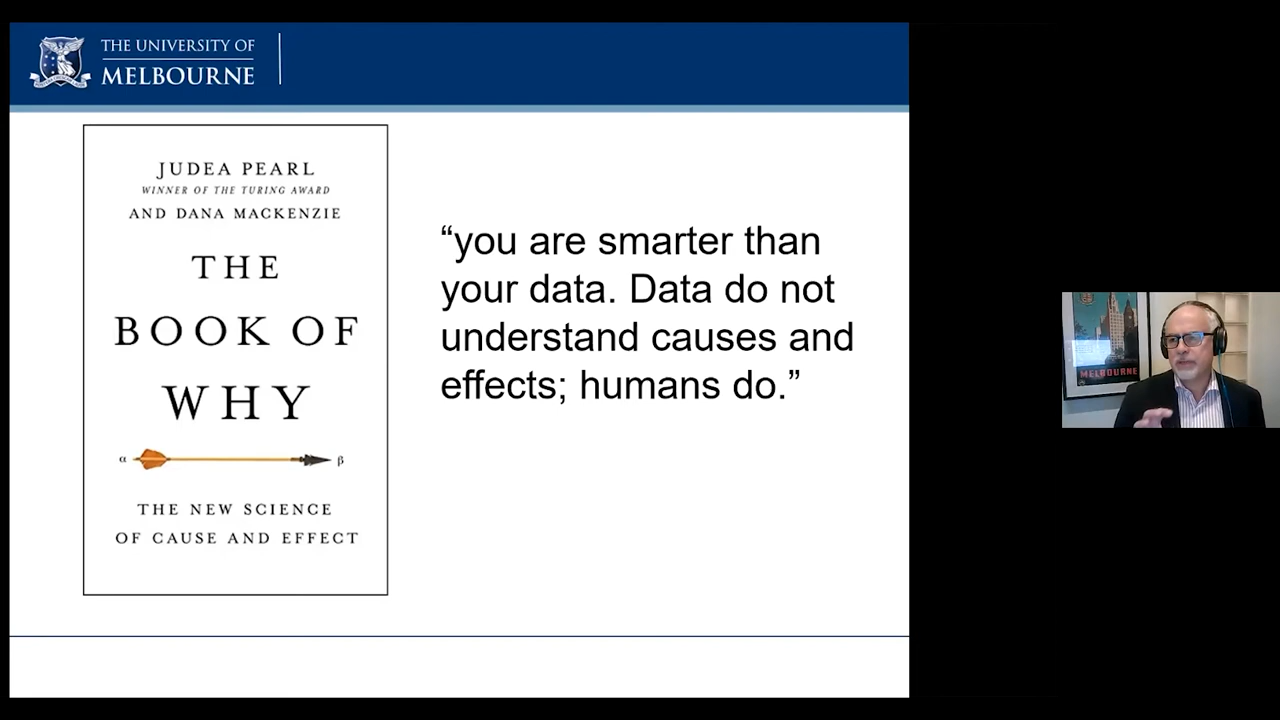 THE UNIVERSITY OF
MELBOURNE
JUDEA PEARL
WINNER OF THE TURING AWARD
AND DANA MACKENZIE
THE
BOOK OF
WHY
α β
THE NEW SCIENCE
OF CAUSE AND EFFECT
“you are smarter than
your data. Data do not
understand causes and
effects; humans do.”
MELBOURNE